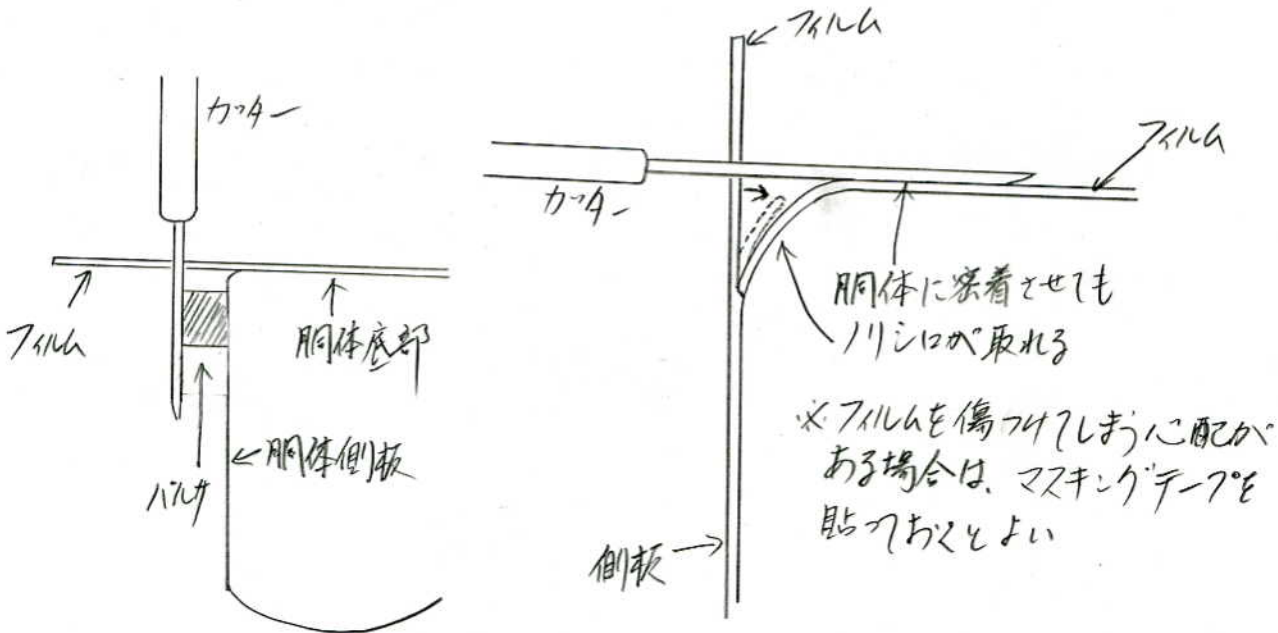 カッター
フィルム
胴体底部
胴体側板
バルサ
フィルム
フィルム
カッター
胴体に密着させても
ノリシロが取れる
※フィルムを傷つけてしまう心配が
ある場合は、マスキングテープを
貼っておくとよい
側板